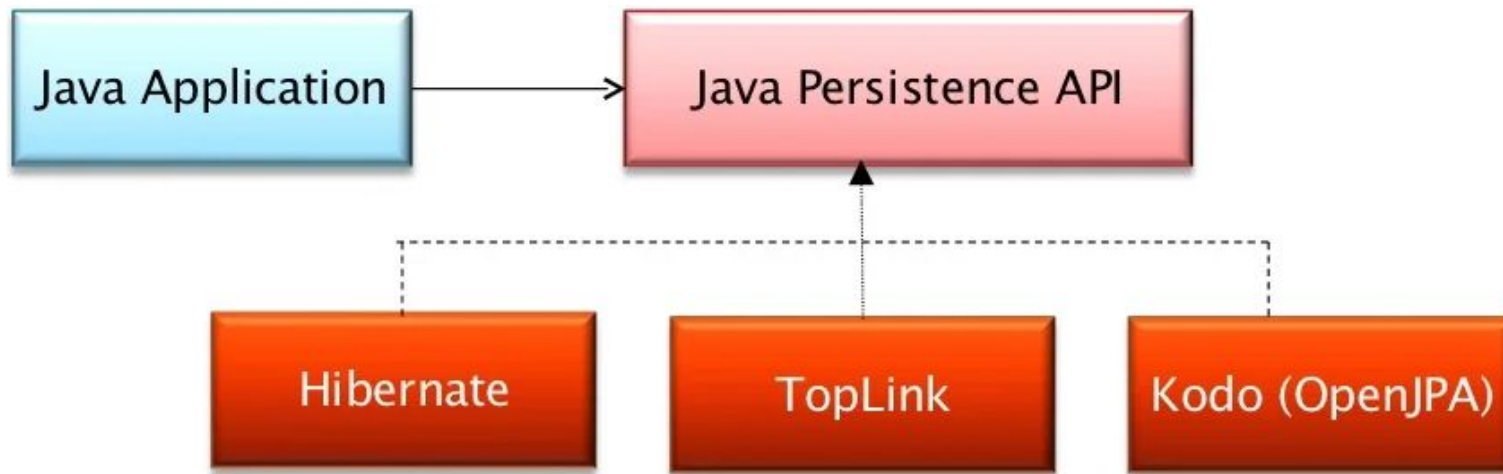 Java Application
Java Persistence API
Hibernate
TopLink
Kodo (OpenJPA)